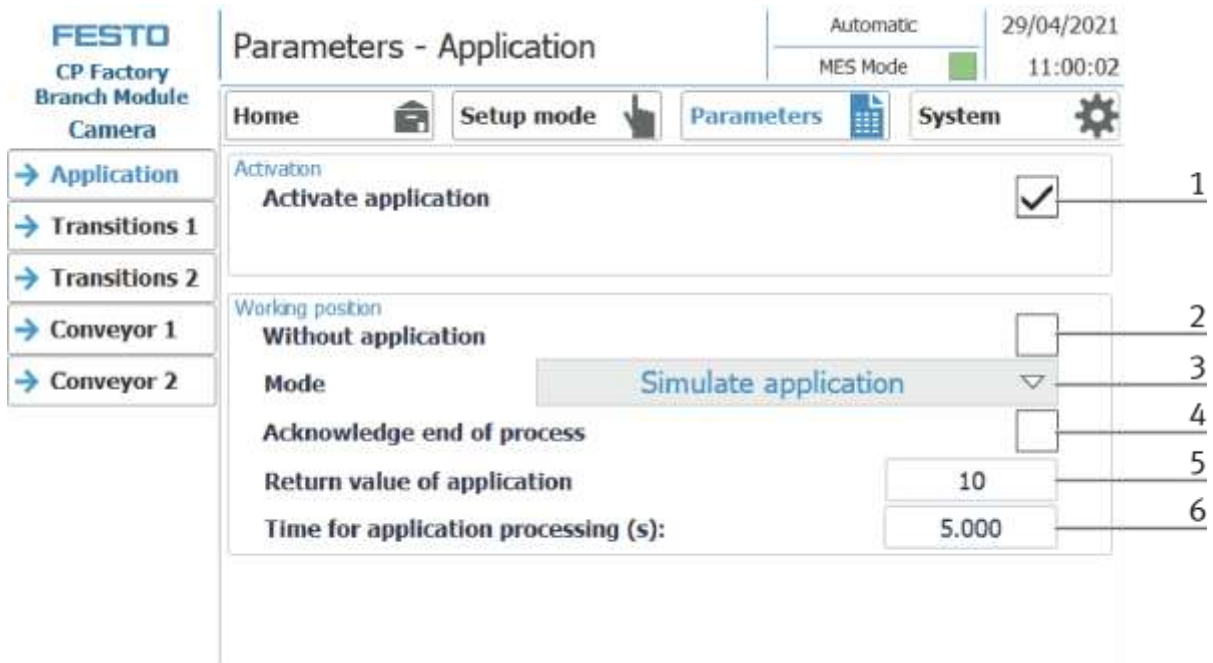 FESTO
CP Factory
Branch Module
Camera
Parameters - Application
Automatic
29/04/2021
MES Mode
11:00:02
Home
Setup mode
Parameters
System
Application
Transitions 1
Transitions 2
Conveyor 1
Conveyor 2
Activation
Activate application
1
Working position
Without application
2
Mode
Simulate application
3
Acknowledge end of process
4
Return value of application
10
5
Time for application processing (s):
5.000
6